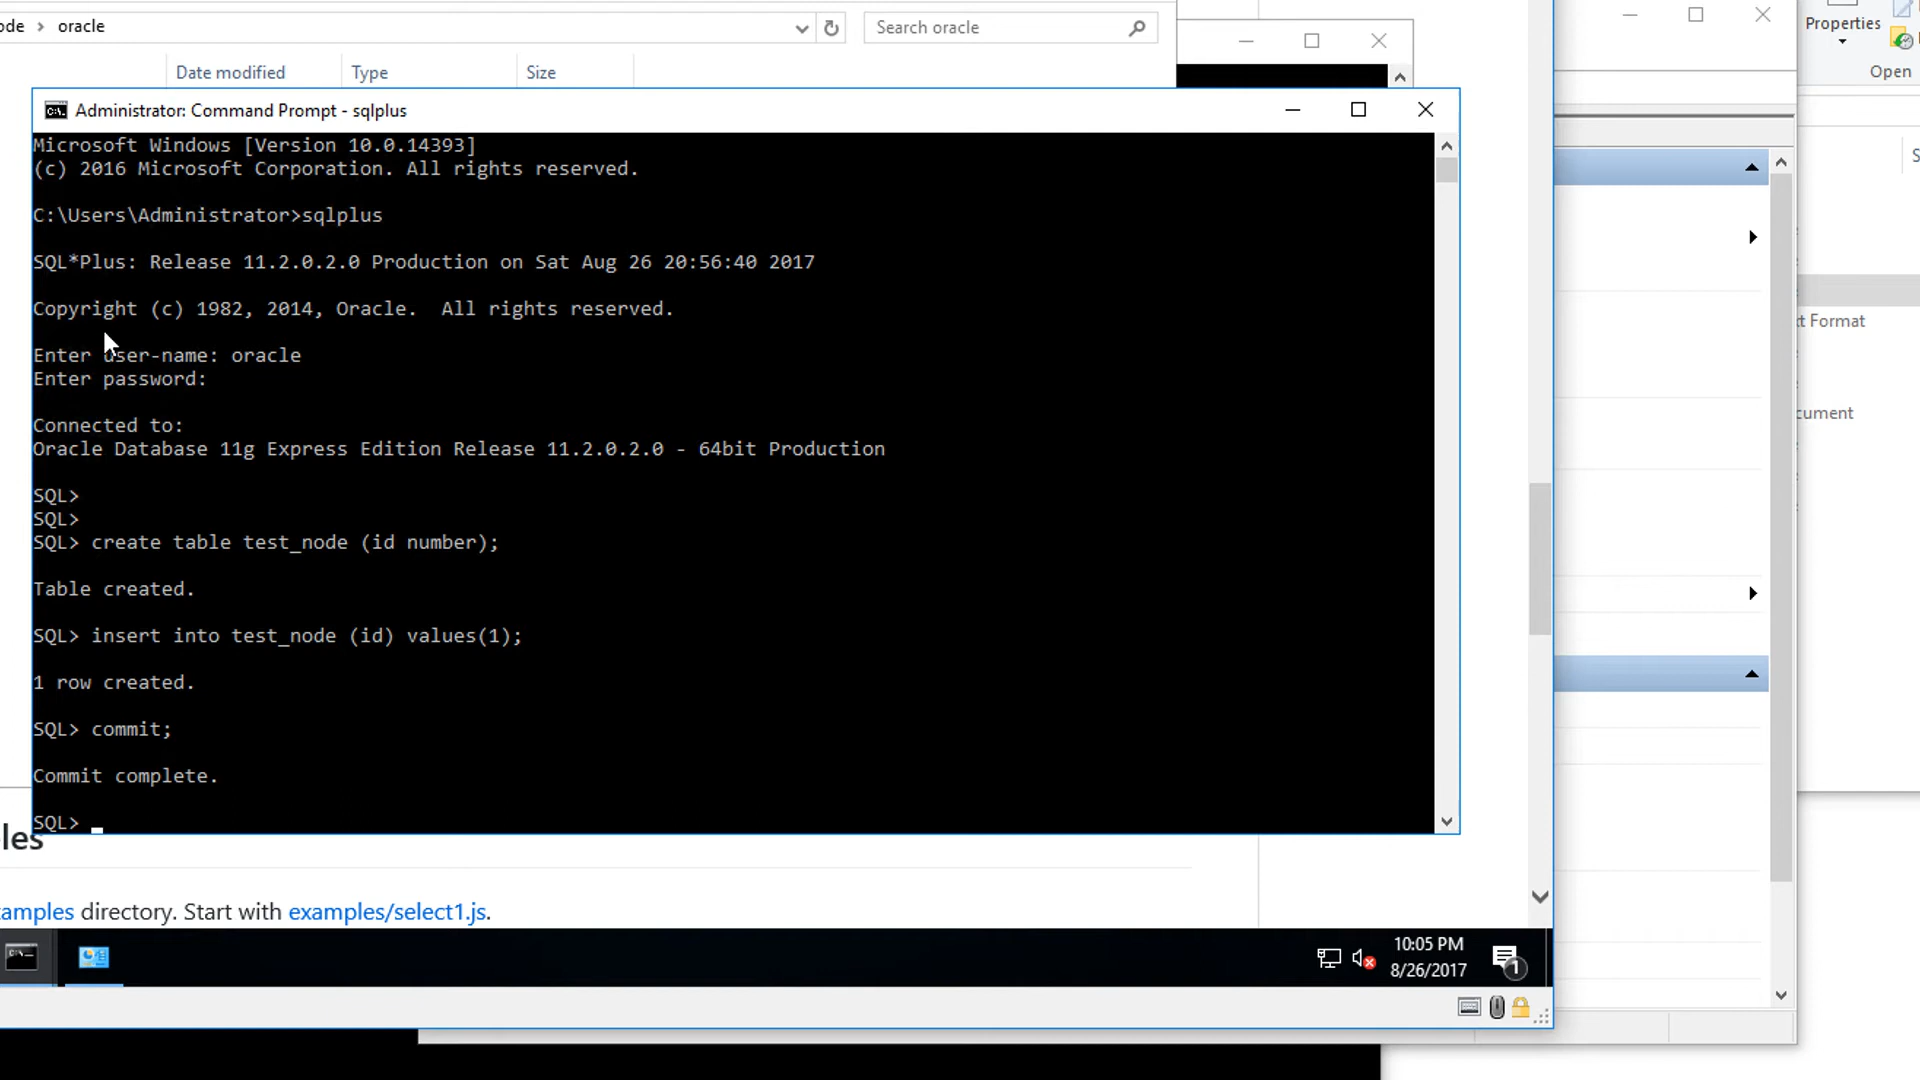 ode > oracle
Search oracle
Date modified
Type
Size
Properties
Open
Administrator: Command Prompt - sqlplus
Microsoft Windows [Version 10.0.14393]
(c) 2016 Microsoft Corporation. All rights reserved.
C:\Users\Administrator>sqlplus
SQL*Plus: Release 11.2.0.2.0 Production on Sat Aug 26 20:56:40 2017
Copyright (c) 1982, 2014, Oracle.  All rights reserved.
Enter user-name: oracle
Enter password:
Connected to:
Oracle Database 11g Express Edition Release 11.2.0.2.0 - 64bit Production
SQL>
SQL>
SQL> create table test_node (id number);
Table created.
SQL> insert into test_node (id) values(1);
1 row created.
SQL> commit;
Commit complete.
SQL>
xt Format
cument
les
amples directory. Start with examples/select1.js.
10:05 PM
8/26/2017
1